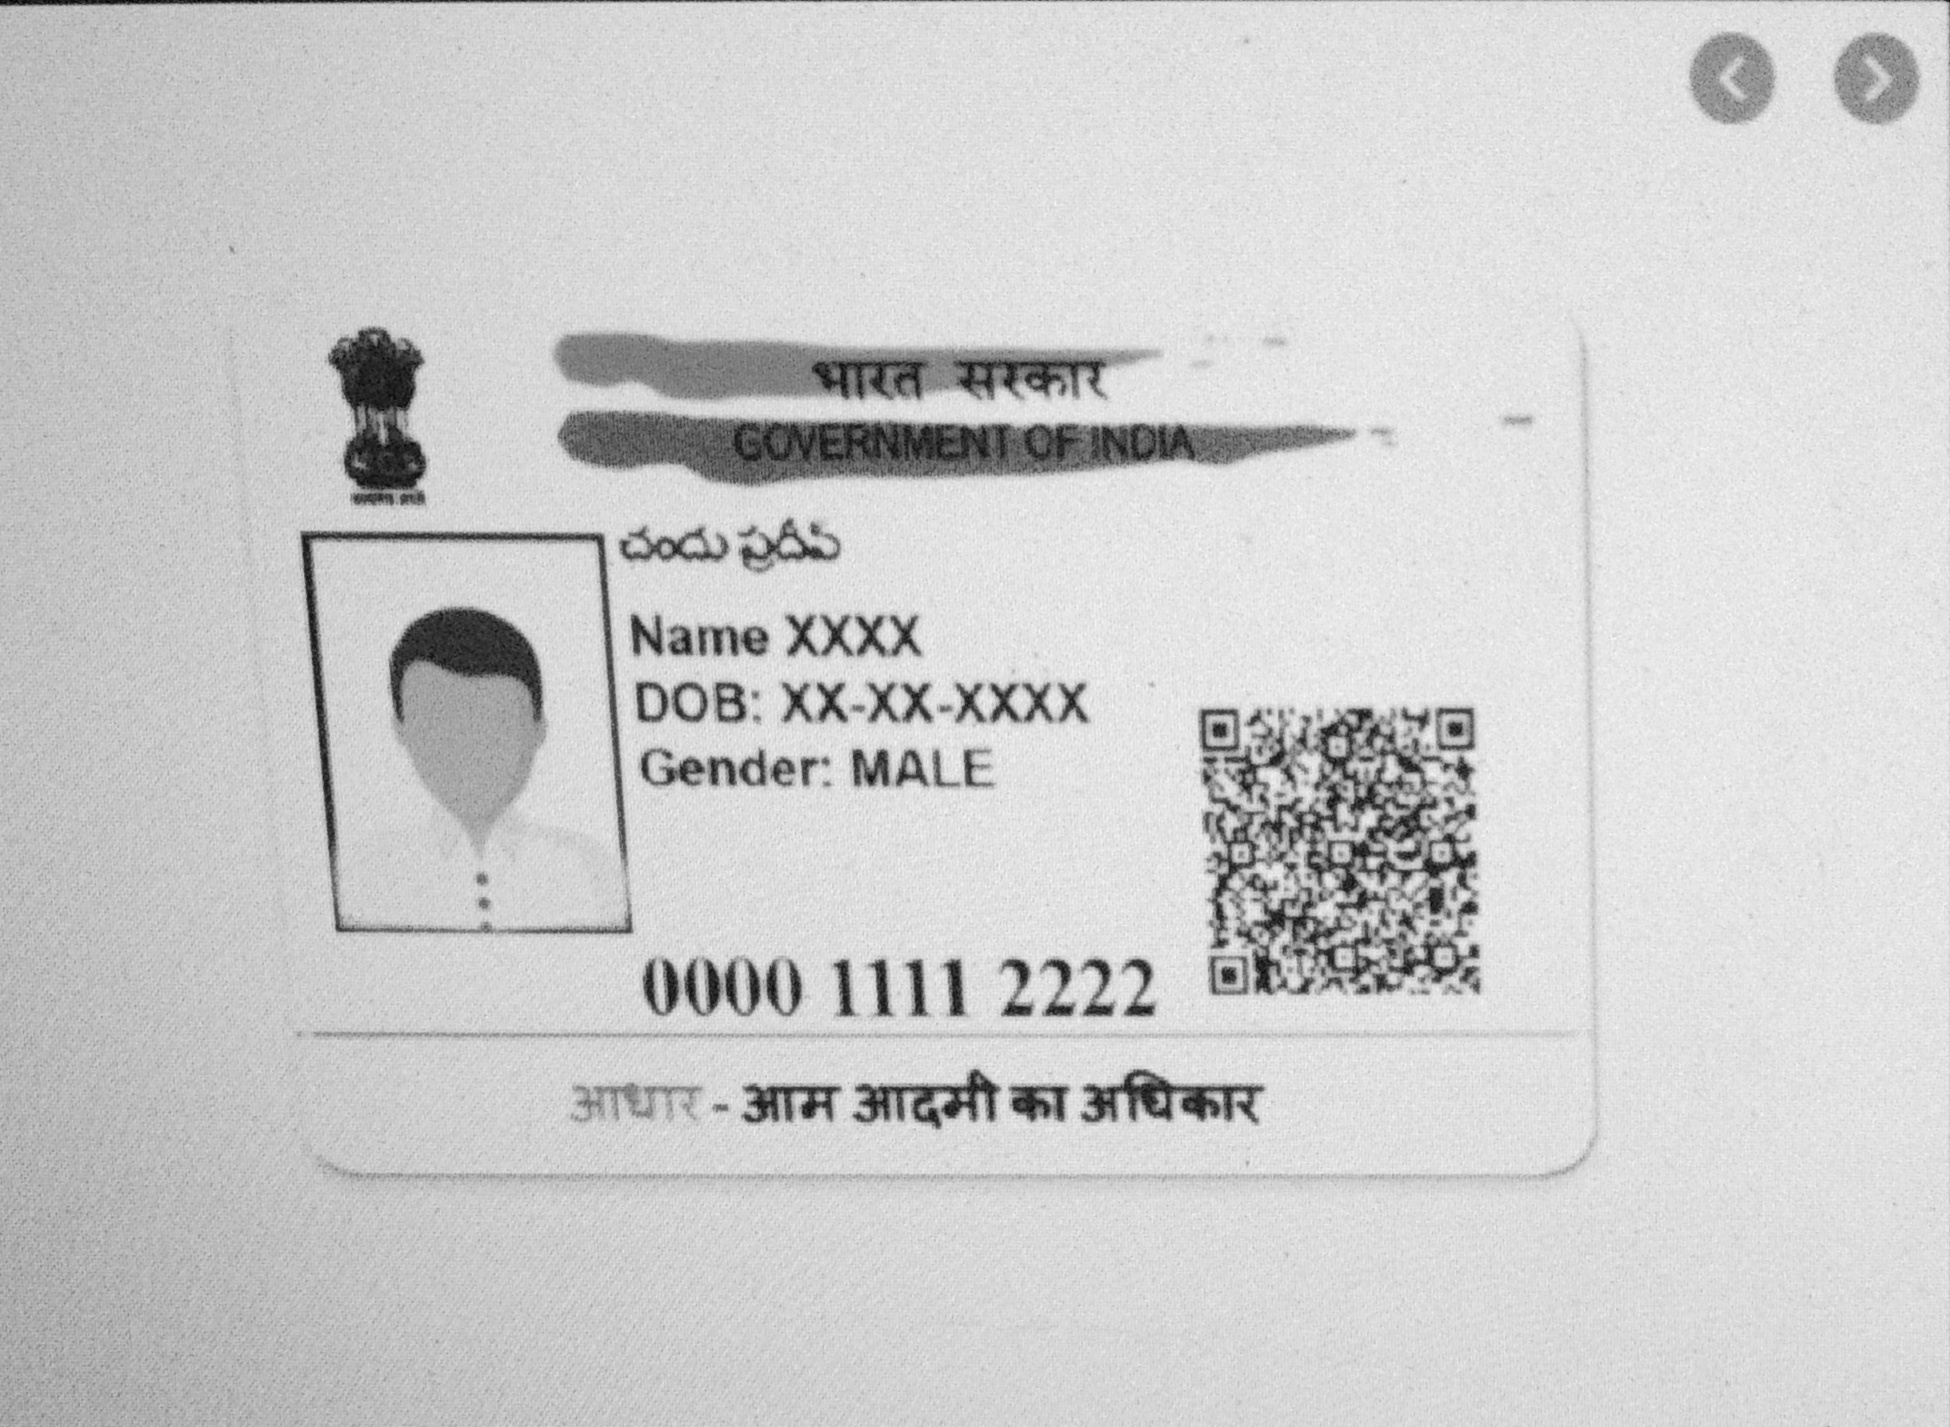 भारत सरकार
GOVERNMENT OF INDIA
చందు ప్రదీప్
Name XXXX
DOB: XX-XX-XXXX
Gender: MALE
0000 1111 2222
आधार - आम आदमी का अधिकार